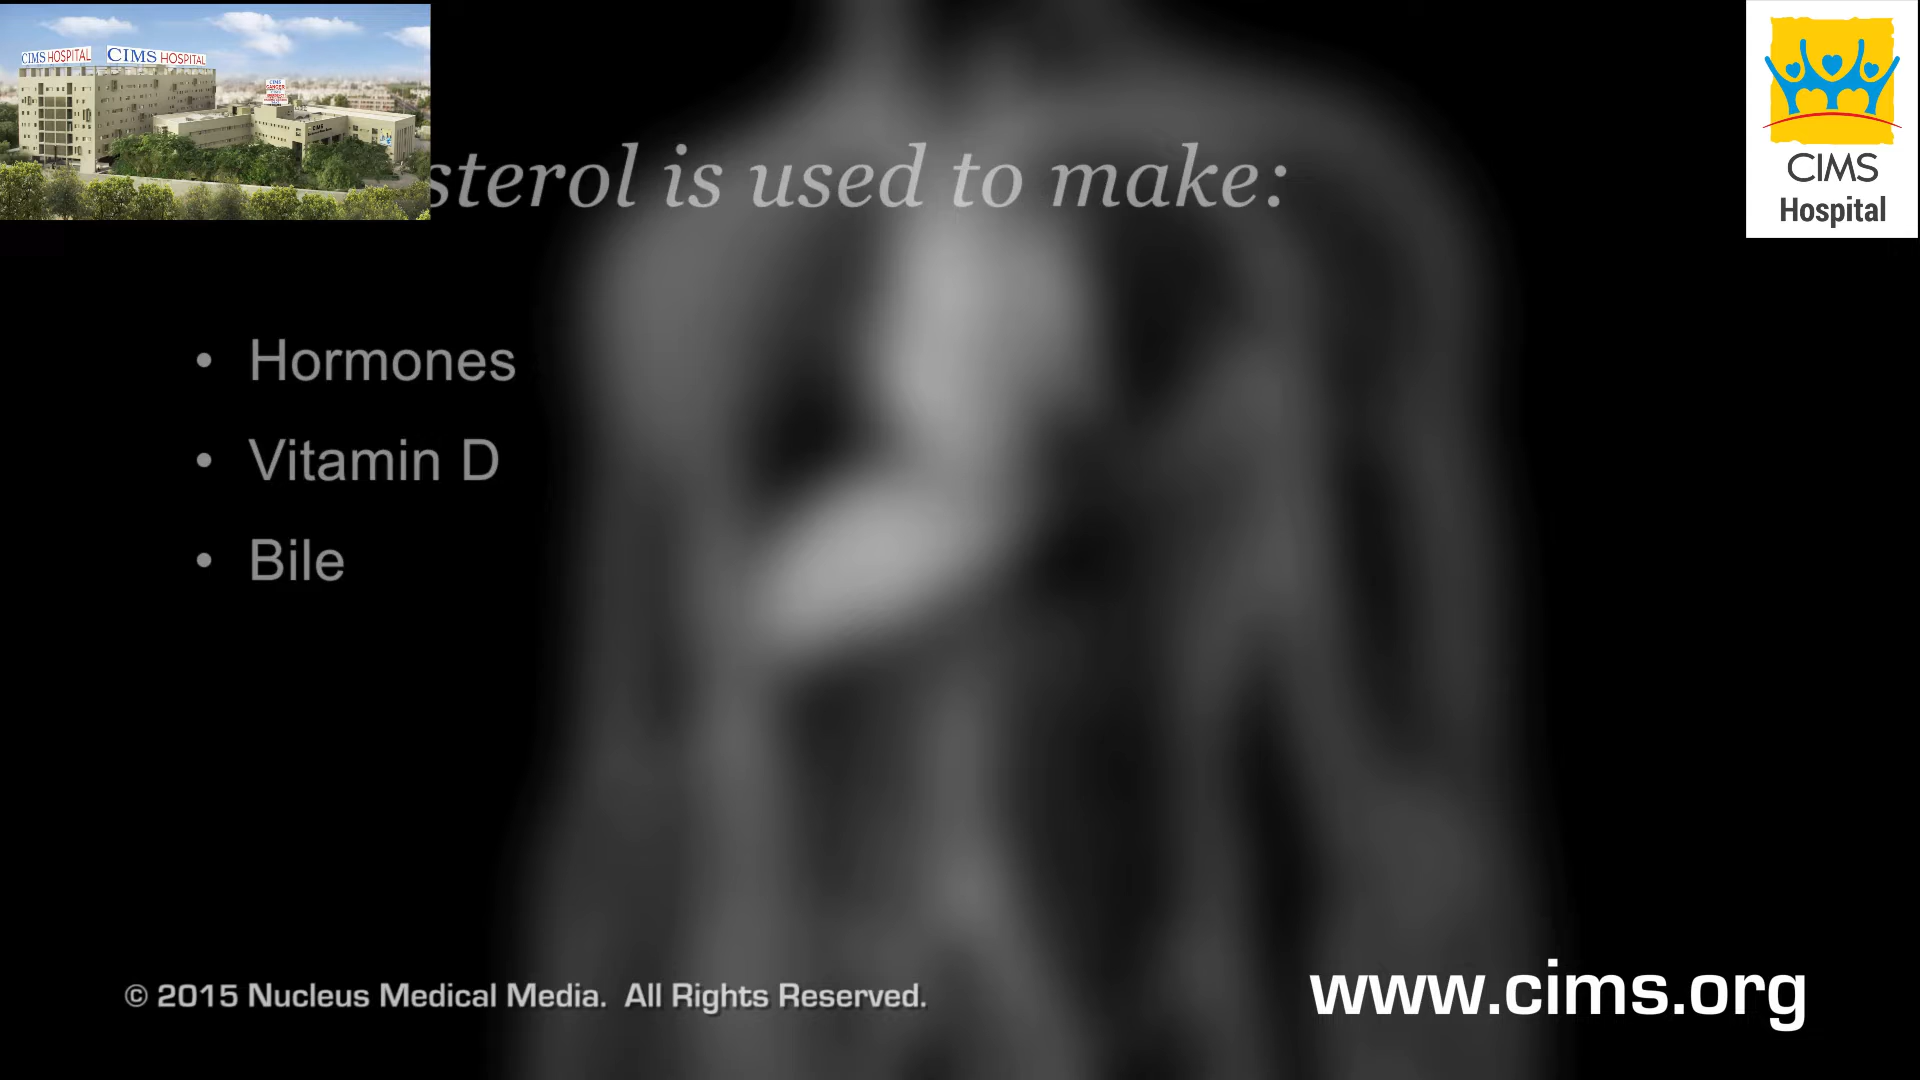 CIMS HOSPITAL CIMS HOSPITAL
CIMS
Hospital
sterol is used to make:
• Hormones
• Vitamin D
• Bile
© 2015 Nucleus Medical Media. All Rights Reserved.
www.cims.org